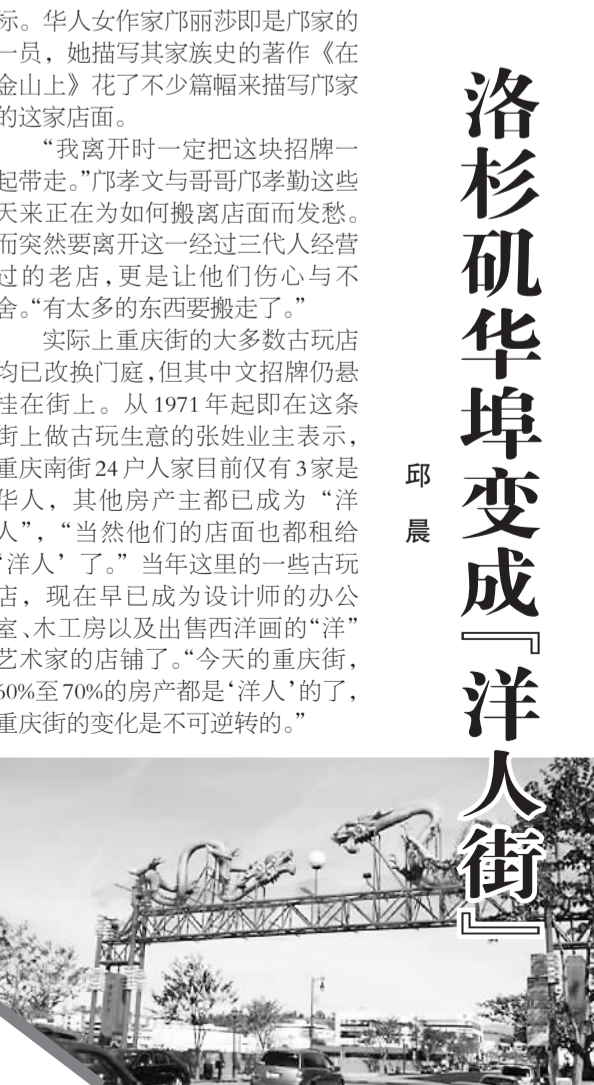 洛杉矶华埠变成『洋人街』
邱晨
标。华人女作家邝丽莎即是邝家的
一员，她描写其家族史的著作《在
金山上》花了不少篇幅来描写邝家
的这家店面。
“我离开时一定把这块招牌一
起带走。”邝孝文与哥哥邝孝勤这些
天来正在为如何搬离店面而发愁。
而突然要离开这一经过三代人经营
过的老店，更是让他们伤心与不
舍。“有太多的东西要搬走了。”
实际上重庆街的大多数古玩店
均已改换门庭，但其中文招牌仍悬
挂在街上。从1971年起即在这条
街上做古玩生意的张姓业主表示，
重庆南街24户人家目前仅有3家是
华人，其他房产主都已成为“洋
人”，“当然他们的店面也都租给
‘洋人’了。”当年这里的一些古玩
店，现在早已成为设计师的办公
室、木工房以及出售西洋画的“洋”
艺术家的店铺了。“今天的重庆街，
60%至70%的房产都是‘洋人’的了，
重庆街的变化是不可逆转的。”